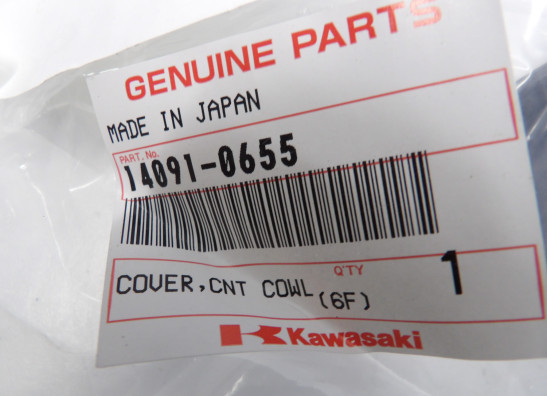 GENUINE PARTS
MADE IN JAPAN
PART. No.
14091-0655
Q'TY
COVER,CNT COWL(6F) 1
Kawasaki